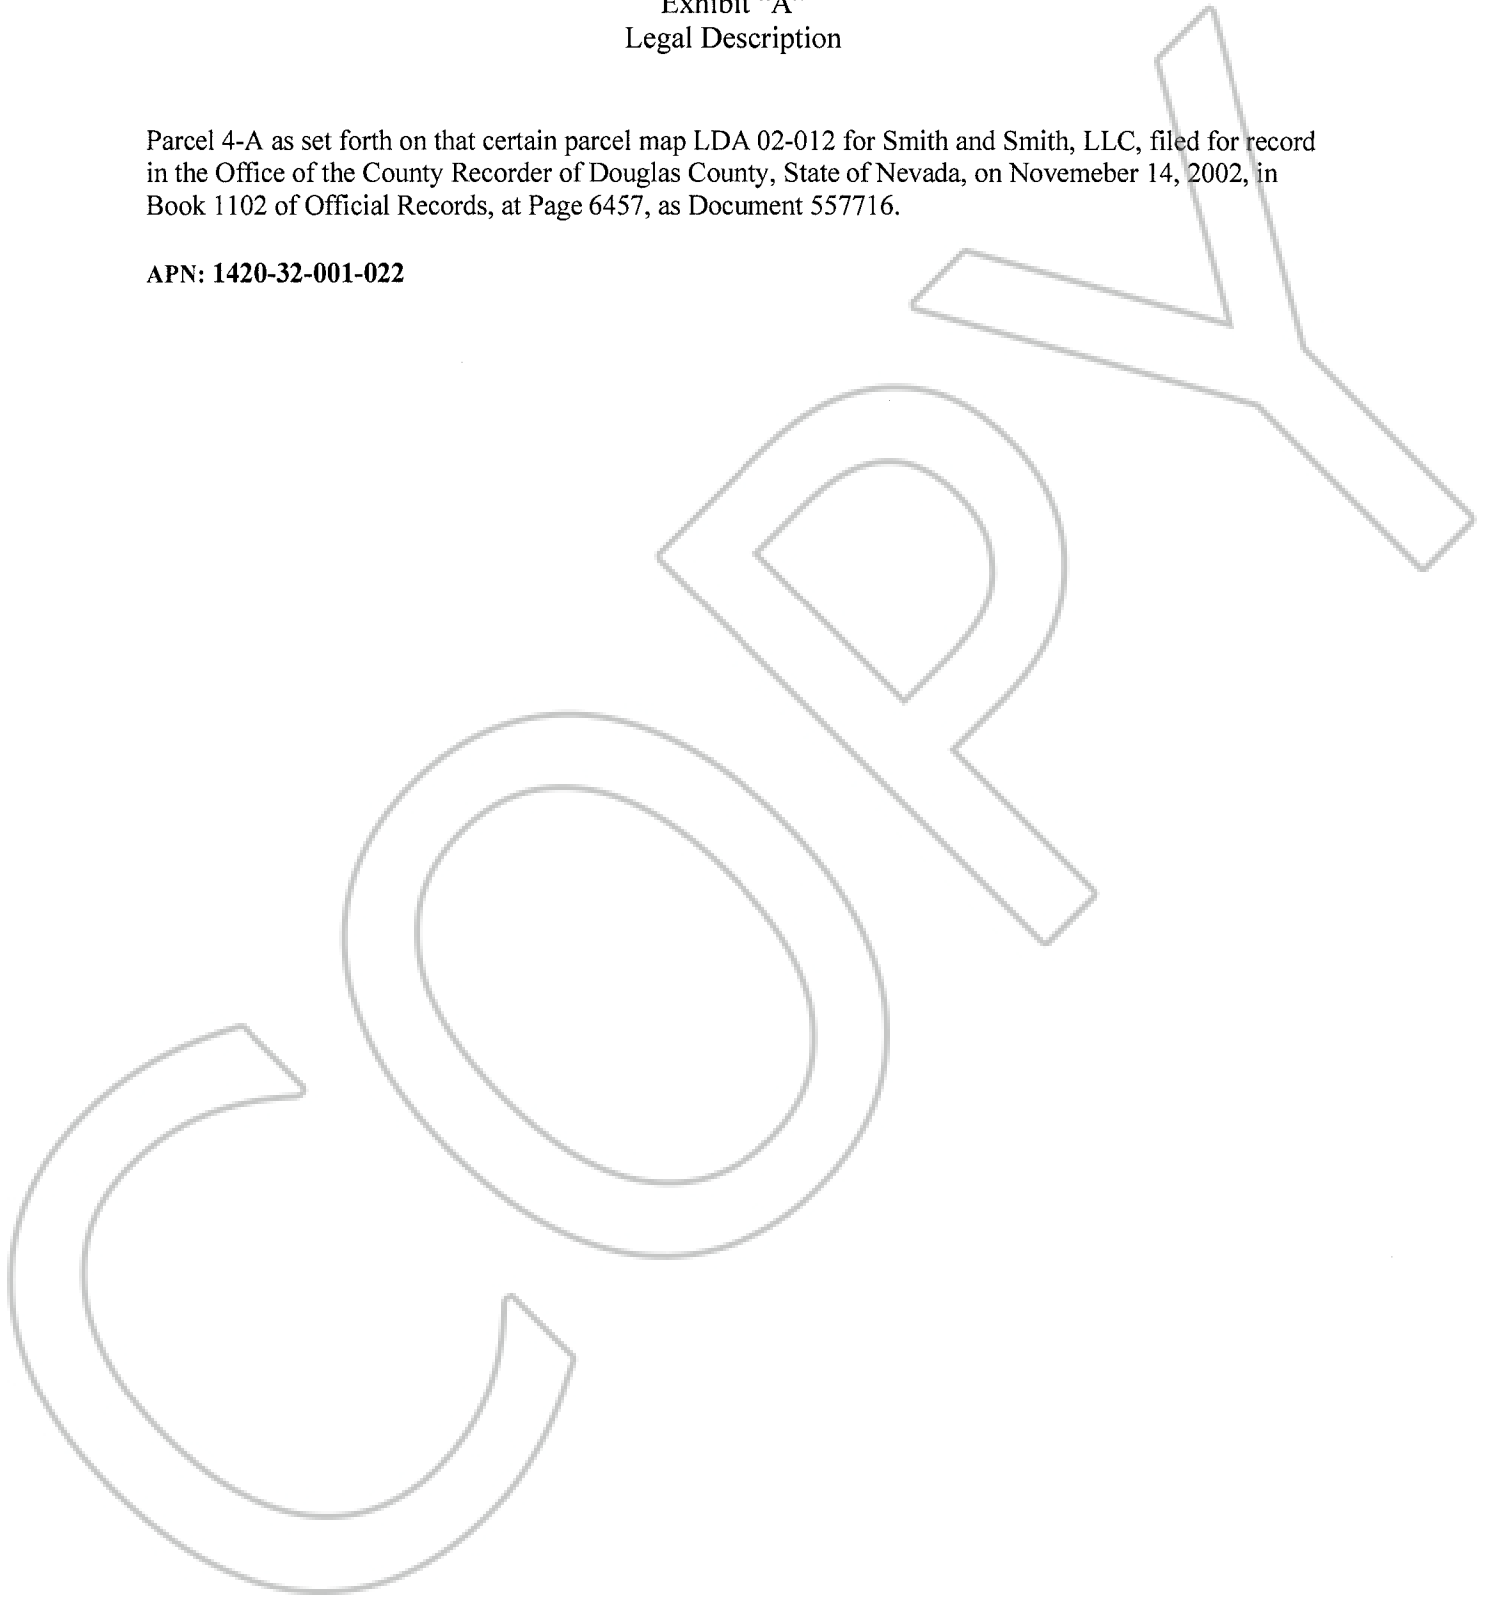 Exhibit "A"
Legal Description
Parcel 4-A as set forth on that certain parcel map LDA 02-012 for Smith and Smith, LLC, filed for record
in the Office of the County Recorder of Douglas County, State of Nevada, on Novemeber 14, 2002, in
Book 1102 of Official Records, at Page 6457, as Document 557716.
APN: 1420-32-001-022
COPY